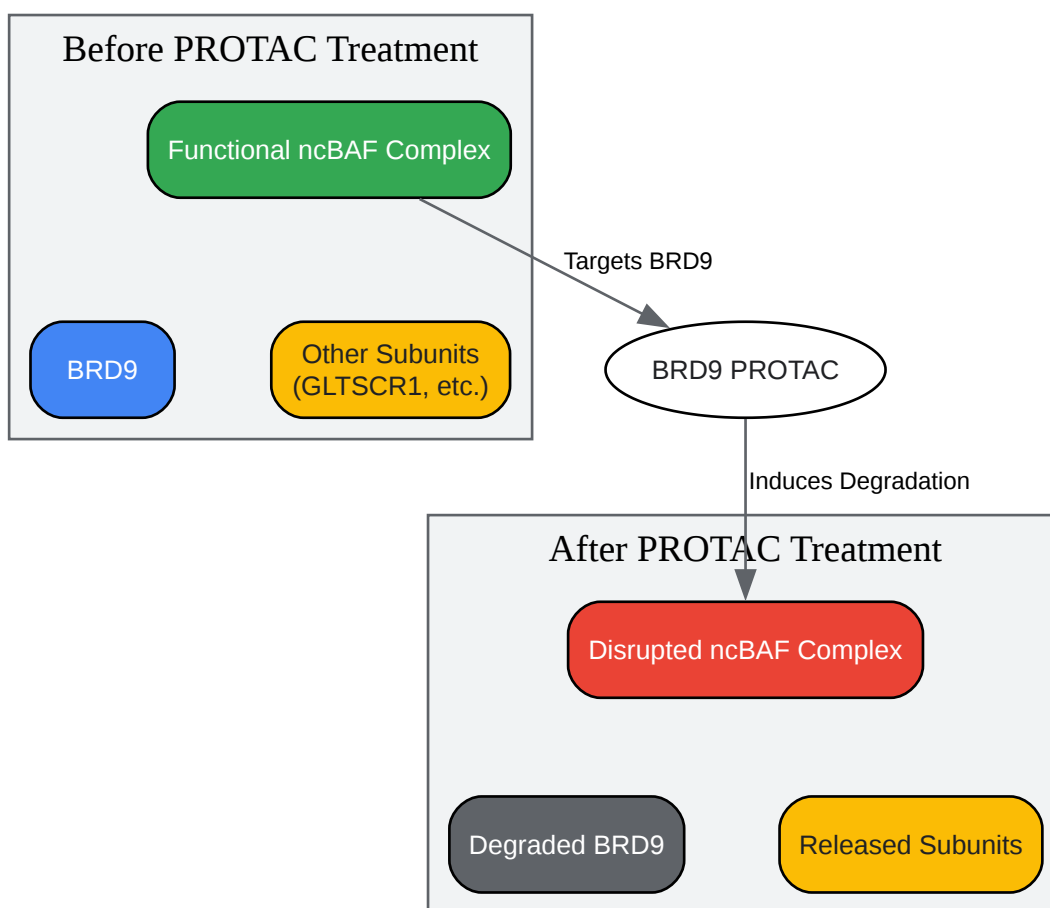 Before PROTAC Treatment
Functional ncBAF Complex
Targets BRD9
BRD9
Other Subunits
(GLTSCR1, etc.)
BRD9 PROTAC
Induces Degradation
After PROTAC Treatment
Disrupted ncBAF Complex
Degraded BRD9
Released Subunits